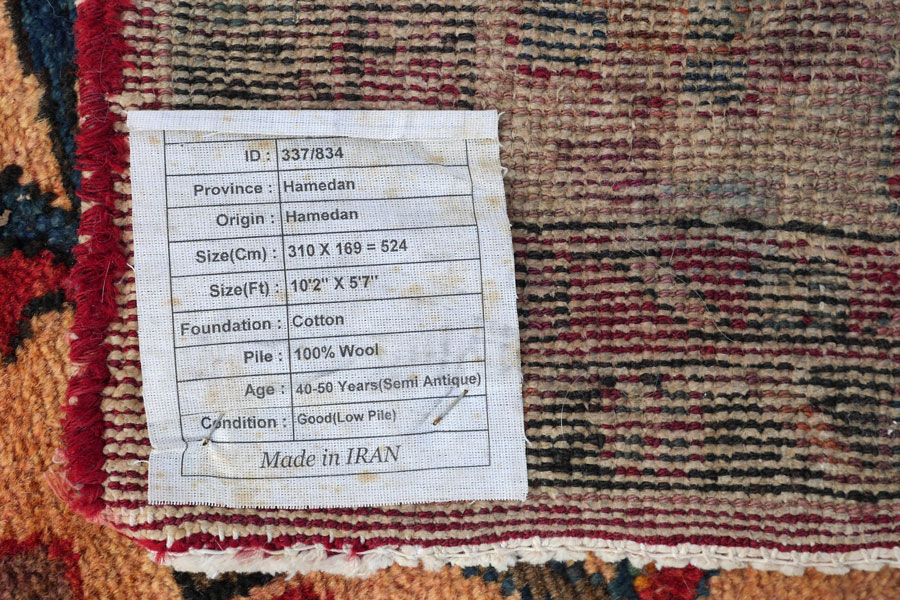 ID : 337/834
Province : Hamedan
Origin : Hamedan
Size(Cm) : 310 X 169 = 524
Size(Ft) : 10'2" X 5'7"
Foundation : Cotton
Pile : 100% Wool
Age : 40-50 Years(Semi Antique)
Condition : Good(Low Pile)
Made in IRAN